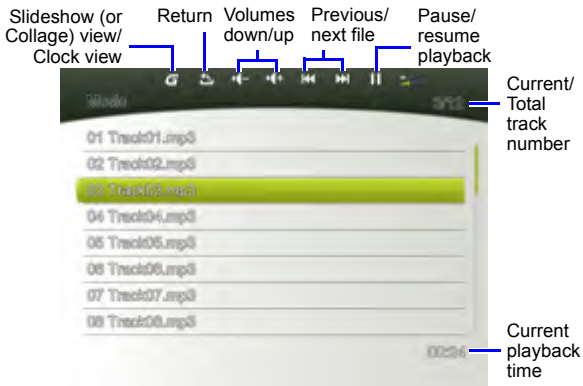 Slideshow (or
Collage) view/
Clock view
Return
Volumes
down/up
Previous/
next file
Pause/
resume
playback
Music
3/12
Current/
Total
track
number
01 Track01.mp3
02 Track02.mp3
03 Track03.mp3
04 Track04.mp3
05 Track05.mp3
06 Track06.mp3
07 Track07.mp3
08 Track08.mp3
Current
playback
time